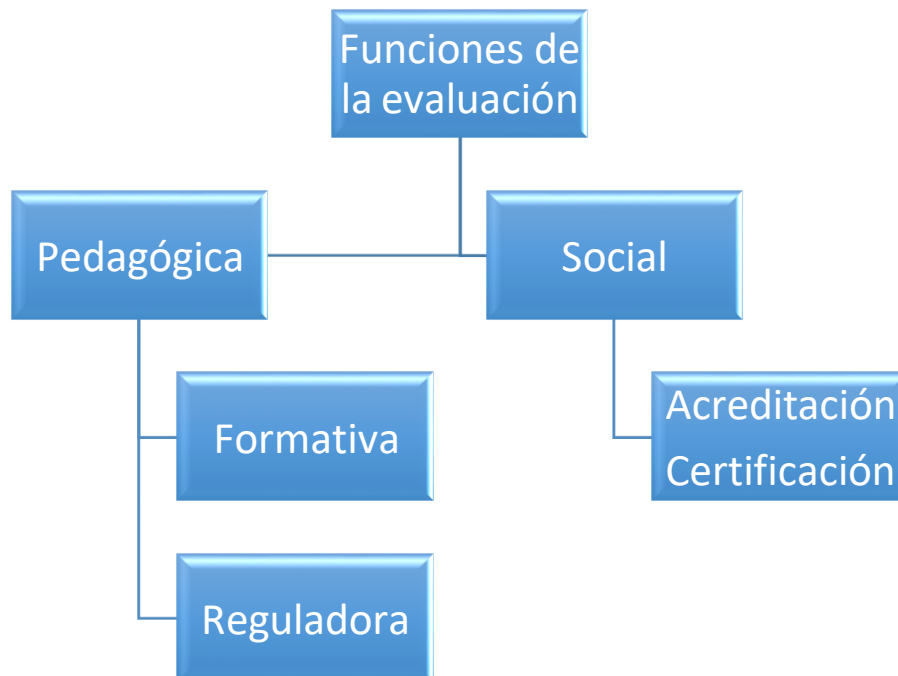 Funciones de
la evaluación
Pedagógica
Social
Formativa
Acreditación
Certificación
Reguladora